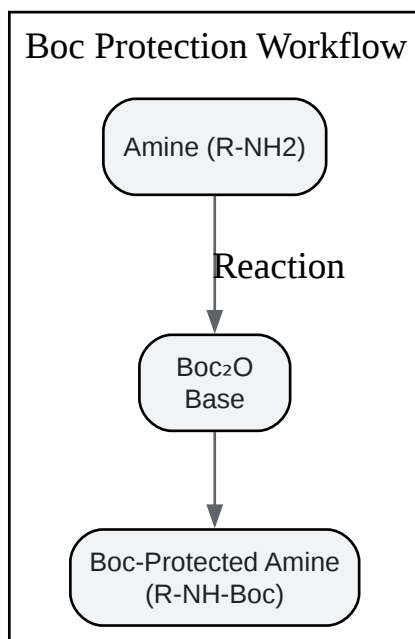 Boc Protection Workflow
Amine (R-NH2)
Reaction
Boc₂O
Base
Boc-Protected Amine
(R-NH-Boc)